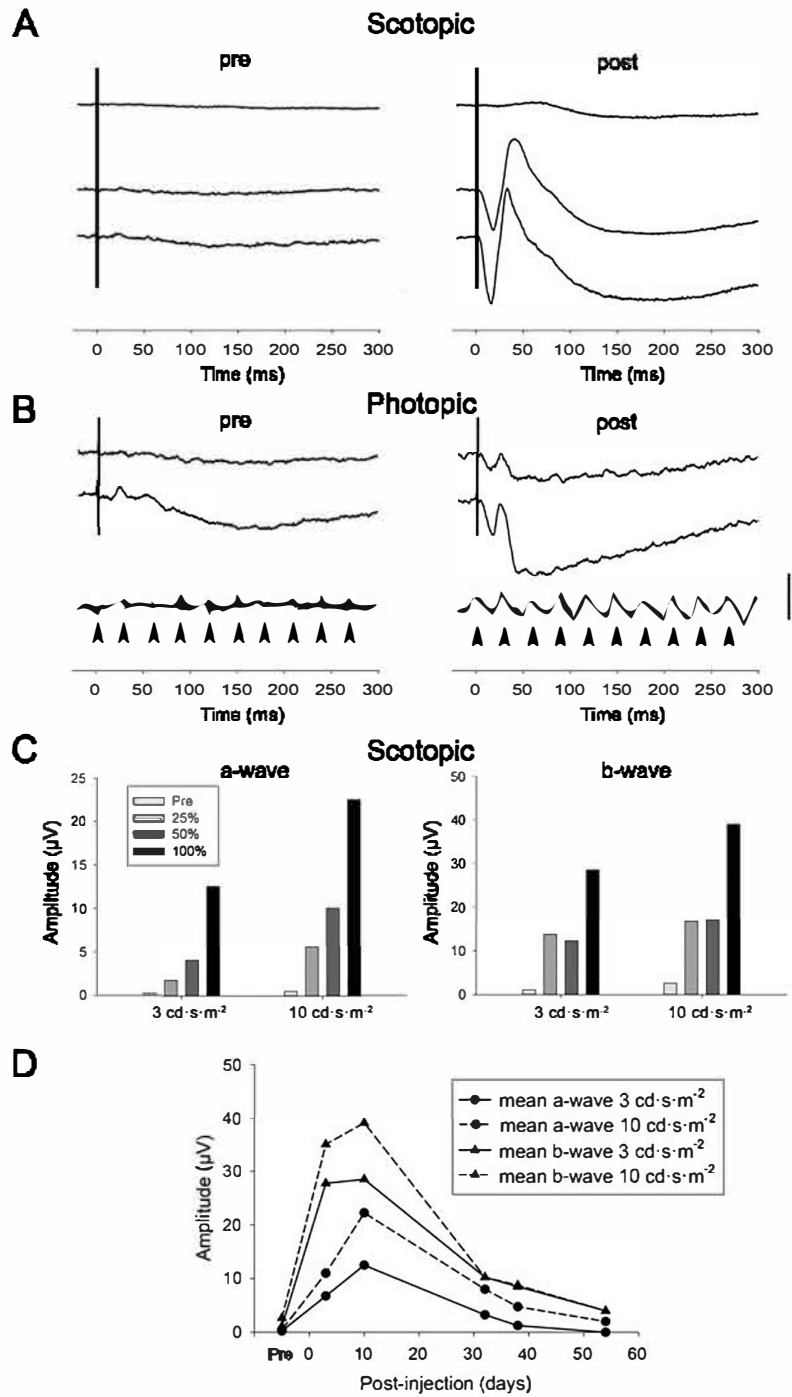 A
Scotopic
pre
post
0 50 100 150 200 250 300
Time (ms)
0 50 100 150 200 250 300
Time (ms)
B
Photopic
pre
post
0 50 100 150 200 250 300
Time (ms)
0 50 100 150 200 250 300
Time (ms)
C
Scotopic
a-wave
b-wave
Amplitude (µV)
25
20
15
10
5
0
Pre
25%
50%
100%
3 cd·s·m-2
10 cd·s·m-2
Amplitude (µV)
50
40
30
20
10
0
3 cd·s·m-2
10 cd·s·m-2
D
Amplitude (µV)
50
40
30
20
10
0
mean a-wave 3 cd·s·m-2
mean a-wave 10 cd·s·m-2
mean b-wave 3 cd·s·m-2
mean b-wave 10 cd·s·m-2
Pre 0 10 20 30 40 50 60
Post-injection (days)